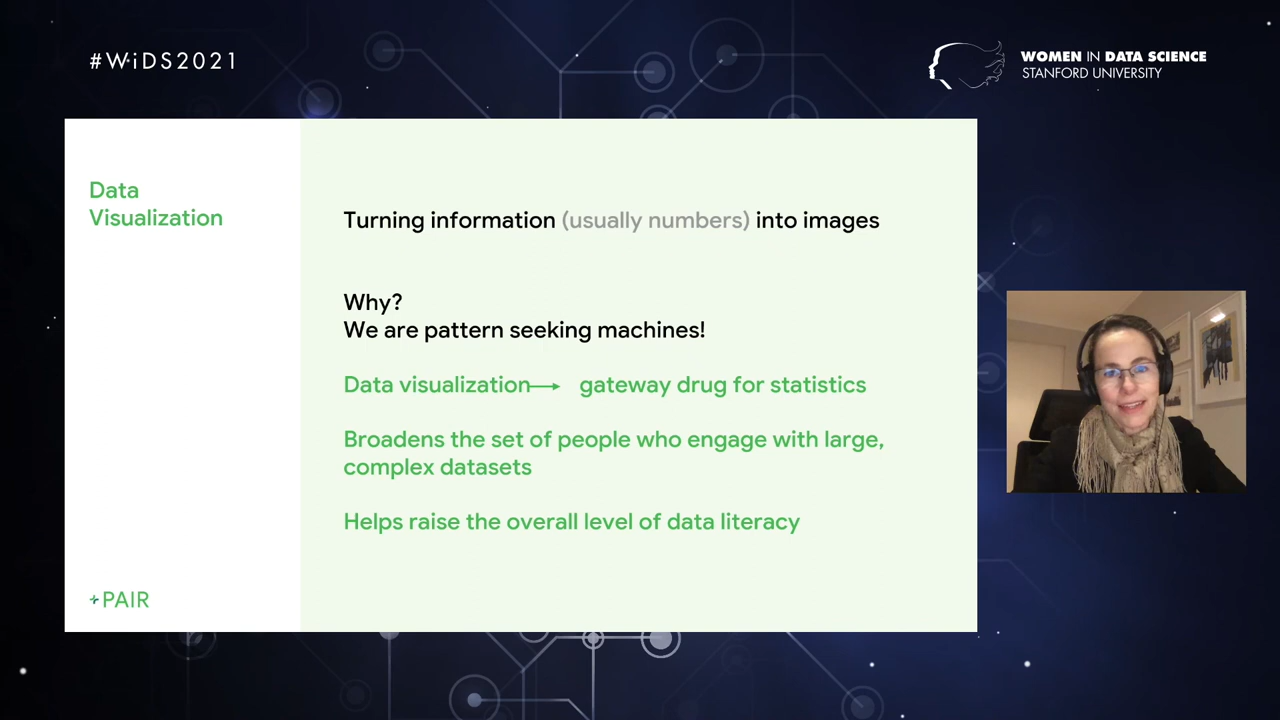 #WiDS2021
WOMEN IN DATA SCIENCE
STANFORD UNIVERSITY
Data
Visualization
Turning information (usually numbers) into images
Why?
We are pattern seeking machines!
Data visualization → gateway drug for statistics
Broadens the set of people who engage with large,
complex datasets
Helps raise the overall level of data literacy
+PAIR